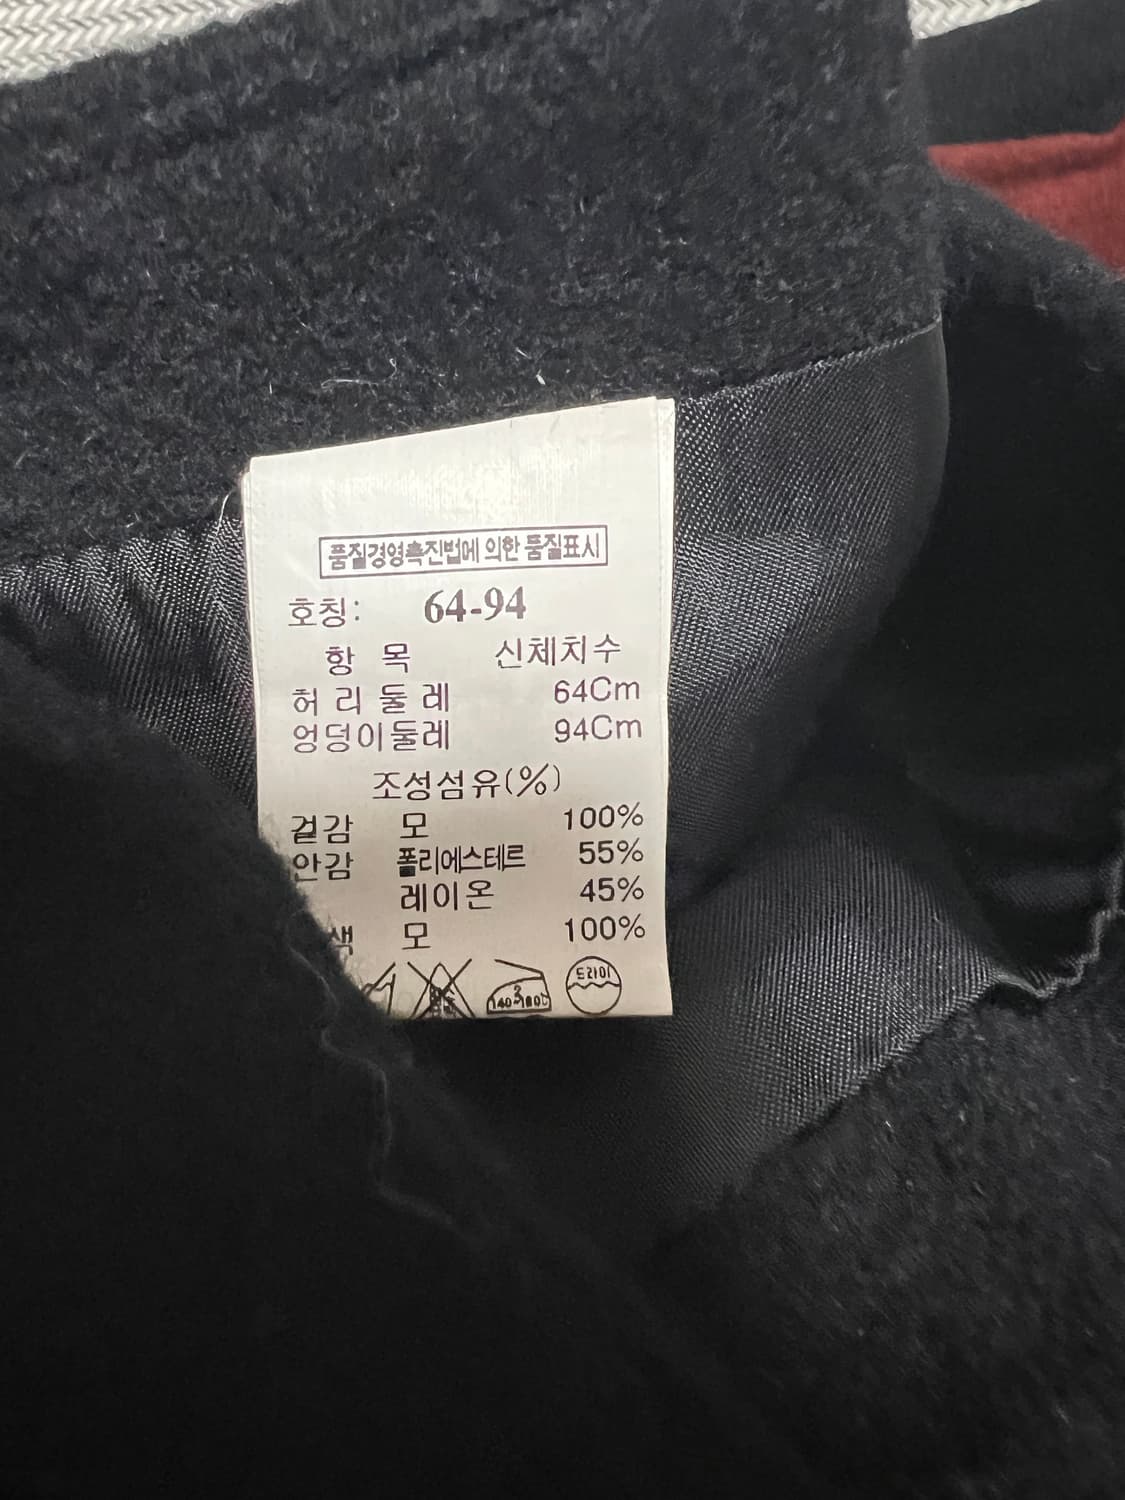 품질경영촉진법에 의한 품질표시
호칭: 64-94
항 목 신체치수
허 리 둘 레 64Cm
엉덩이둘레 94Cm
조성섬유(%)
겉감 모 100%
안감 폴리에스테르 55%
레이온 45%
색 모 100%
드라이